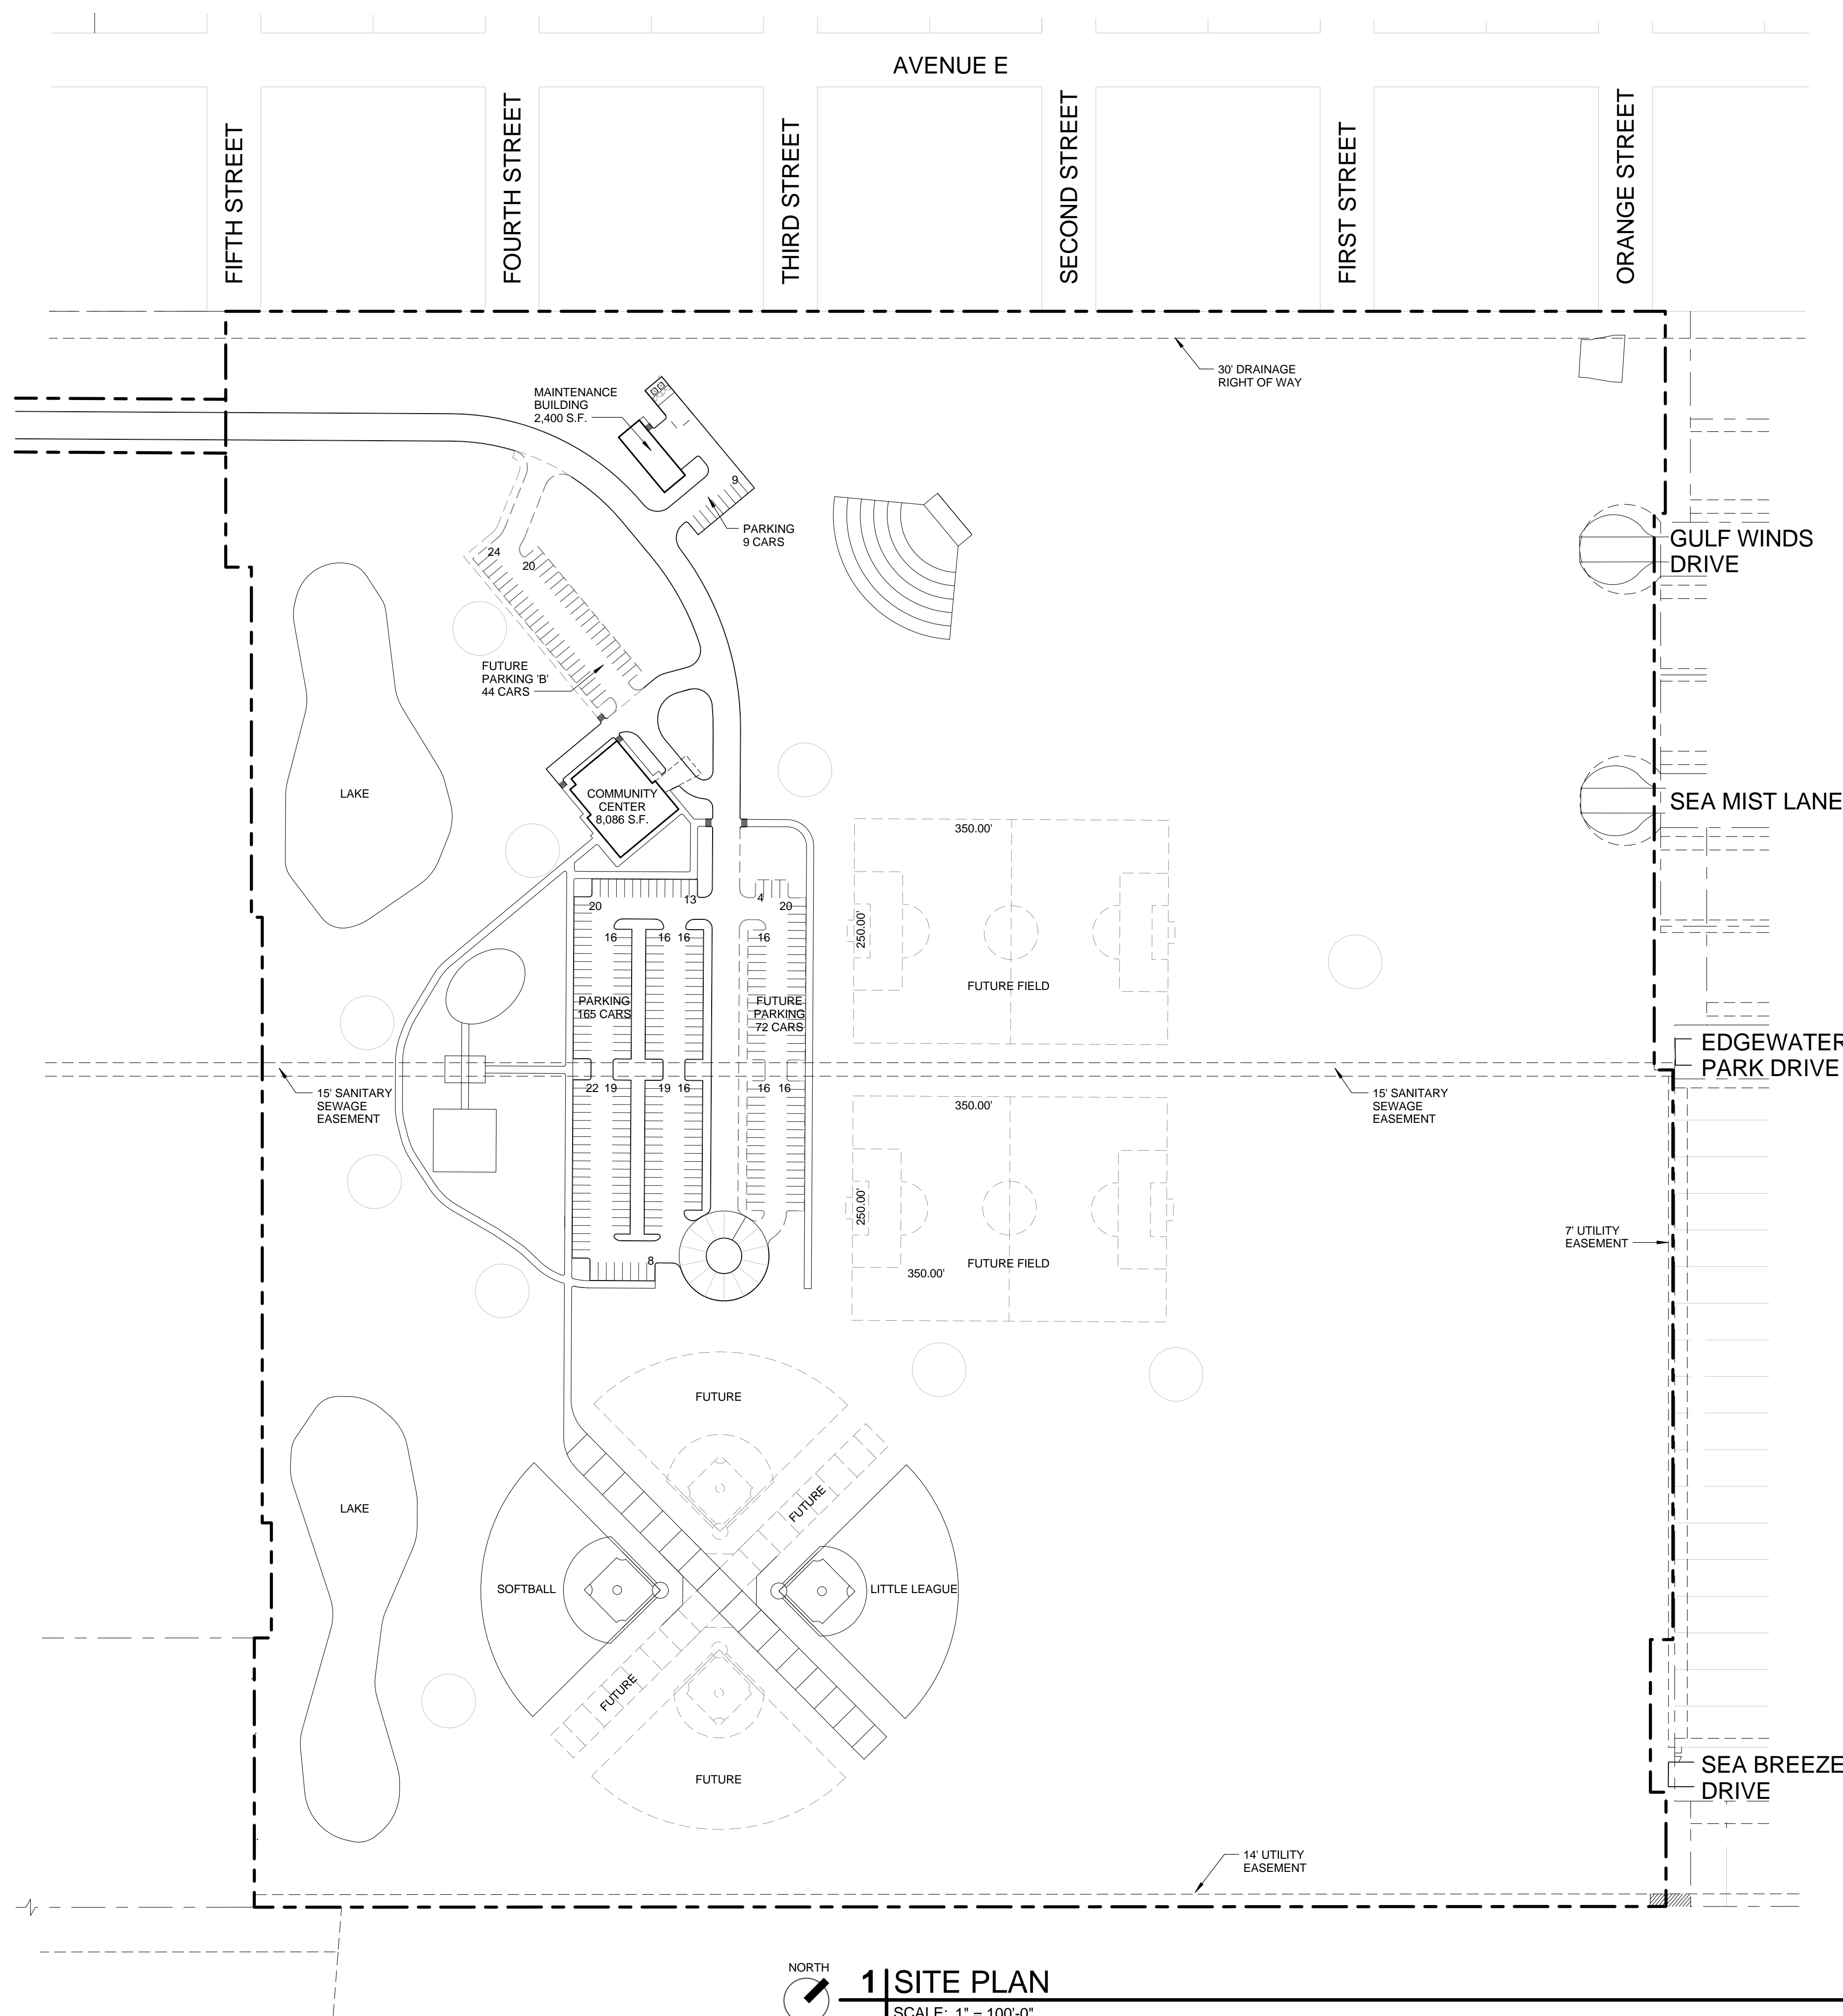 AVENUE E
FIFTH STREET
FOURTH STREET
THIRD STREET
SECOND STREET
FIRST STREET
ORANGE STREET
30' DRAINAGE
RIGHT OF WAY
MAINTENANCE
BUILDING
2,400 S.F.
9
PARKING
9 CARS
GULF WINDS
DRIVE
24
20
FUTURE
PARKING 'B'
44 CARS
LAKE
COMMUNITY
CENTER
8,086 S.F.
SEA MIST LANE
350.00'
250.00'
FUTURE FIELD
20
13
4
20
16
16
16
16
PARKING
165 CARS
FUTURE
PARKING
72 CARS
EDGEWATER
PARK DRIVE
15' SANITARY
SEWAGE
EASEMENT
22
19
19
16
16
16
15' SANITARY
SEWAGE
EASEMENT
350.00'
250.00'
7' UTILITY
EASEMENT
8
350.00'
FUTURE FIELD
FUTURE
LAKE
FUTURE
SOFTBALL
LITTLE LEAGUE
FUTURE
FUTURE
SEA BREEZE
DRIVE
14' UTILITY
EASEMENT
NORTH
1 SITE PLAN
SCALE: 1" = 100'-0"